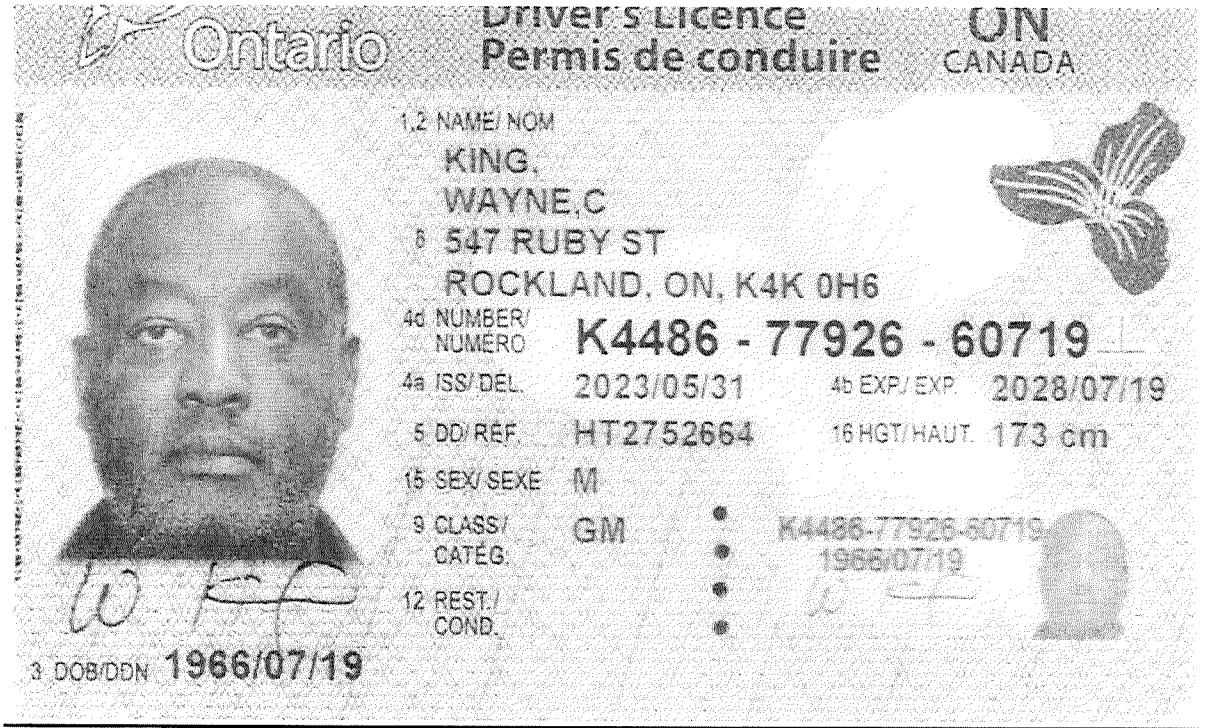 Ontario
Driver's Licence
Permis de conduire
ON
CANADA
1,2 NAME/ NOM
KING,
WAYNE,C
8 547 RUBY ST
ROCKLAND, ON, K4K 0H6
4d NUMBER/
NUMÉRO
K4486 - 77926 - 60719
4a ISS/ DÉL. 2023/05/31 4b EXP./ EXP. 2028/07/19
5 DD/ RÉF. HT2752664 16 HGT/ HAUT. 173 cm
15 SEX/ SEXE M
9 CLASS/
CATÉG.
GM
K4486-77926-60719
1966/07/19
12 REST./
COND.
3 DOB/DDN 1966/07/19